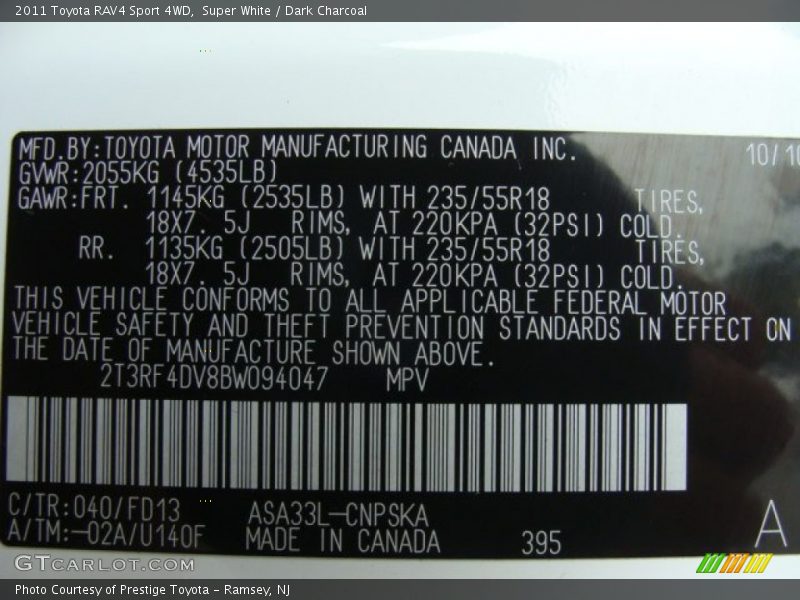 2011 Toyota RAV4 Sport 4WD, Super White / Dark Charcoal
MFD.BY:TOYOTA MOTOR MANUFACTURING CANADA INC. 10/10
GVWR:2055KG (4535LB)
GAWR:FRT. 1145KG (2535LB) WITH 235/55R18 TIRES,
18X7. 5J RIMS, AT 220KPA (32PSI) COLD.
RR. 1135KG (2505LB) WITH 235/55R18 TIRES,
18X7. 5J RIMS, AT 220KPA (32PSI) COLD.
THIS VEHICLE CONFORMS TO ALL APPLICABLE FEDERAL MOTOR
VEHICLE SAFETY AND THEFT PREVENTION STANDARDS IN EFFECT ON
THE DATE OF MANUFACTURE SHOWN ABOVE.
2T3RF4DV8BW094047 MPV
C/TR:040/FD13 ASA33L-CNPSKA
A/TM:-02A/U140F MADE IN CANADA 395 A
GTCARLOT.COM
Photo Courtesy of Prestige Toyota - Ramsey, NJ